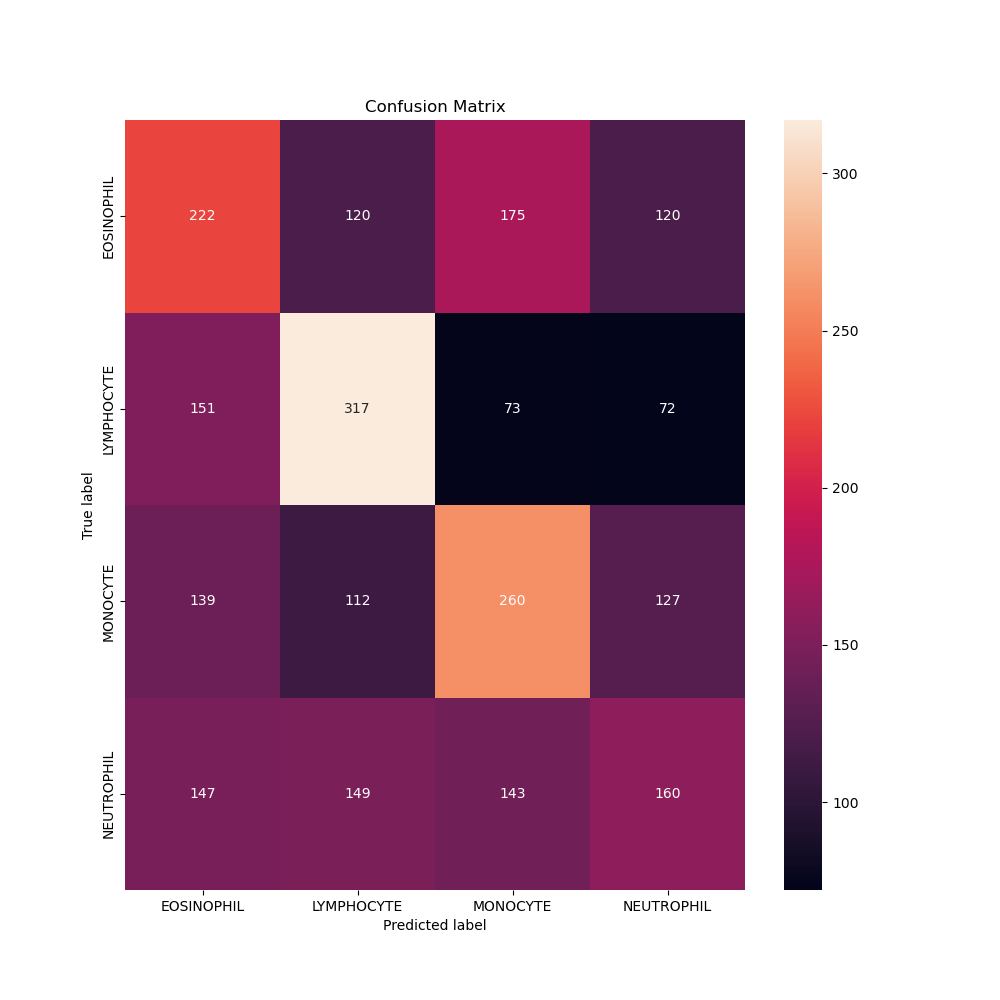 Confusion Matrix
EOSINOPHIL 222 120 175 120
LYMPHOCYTE 151 317 73 72
MONOCYTE 139 112 260 127
NEUTROPHIL 147 149 143 160
True label
EOSINOPHIL LYMPHOCYTE MONOCYTE NEUTROPHIL
Predicted label
300
250
200
150
100